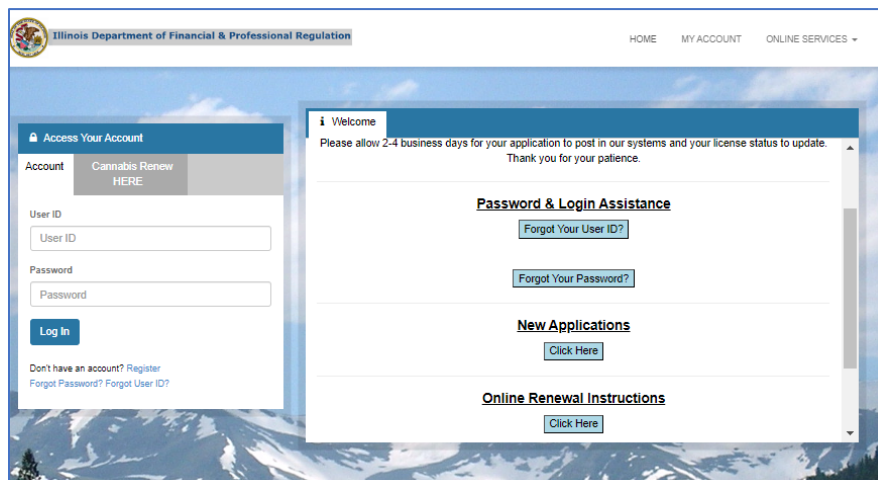 Illinois Department of Financial & Professional Regulation
HOME
MY ACCOUNT
ONLINE SERVICES
Access Your Account
Account
Cannabis Renew
HERE
User ID
User ID
Password
Password
Log In
Don't have an account? Register
Forgot Password? Forgot User ID?
i Welcome
Please allow 2-4 business days for your application to post in our systems and your license status to update.
Thank you for your patience.
Password & Login Assistance
Forgot Your User ID?
Forgot Your Password?
New Applications
Click Here
Online Renewal Instructions
Click Here